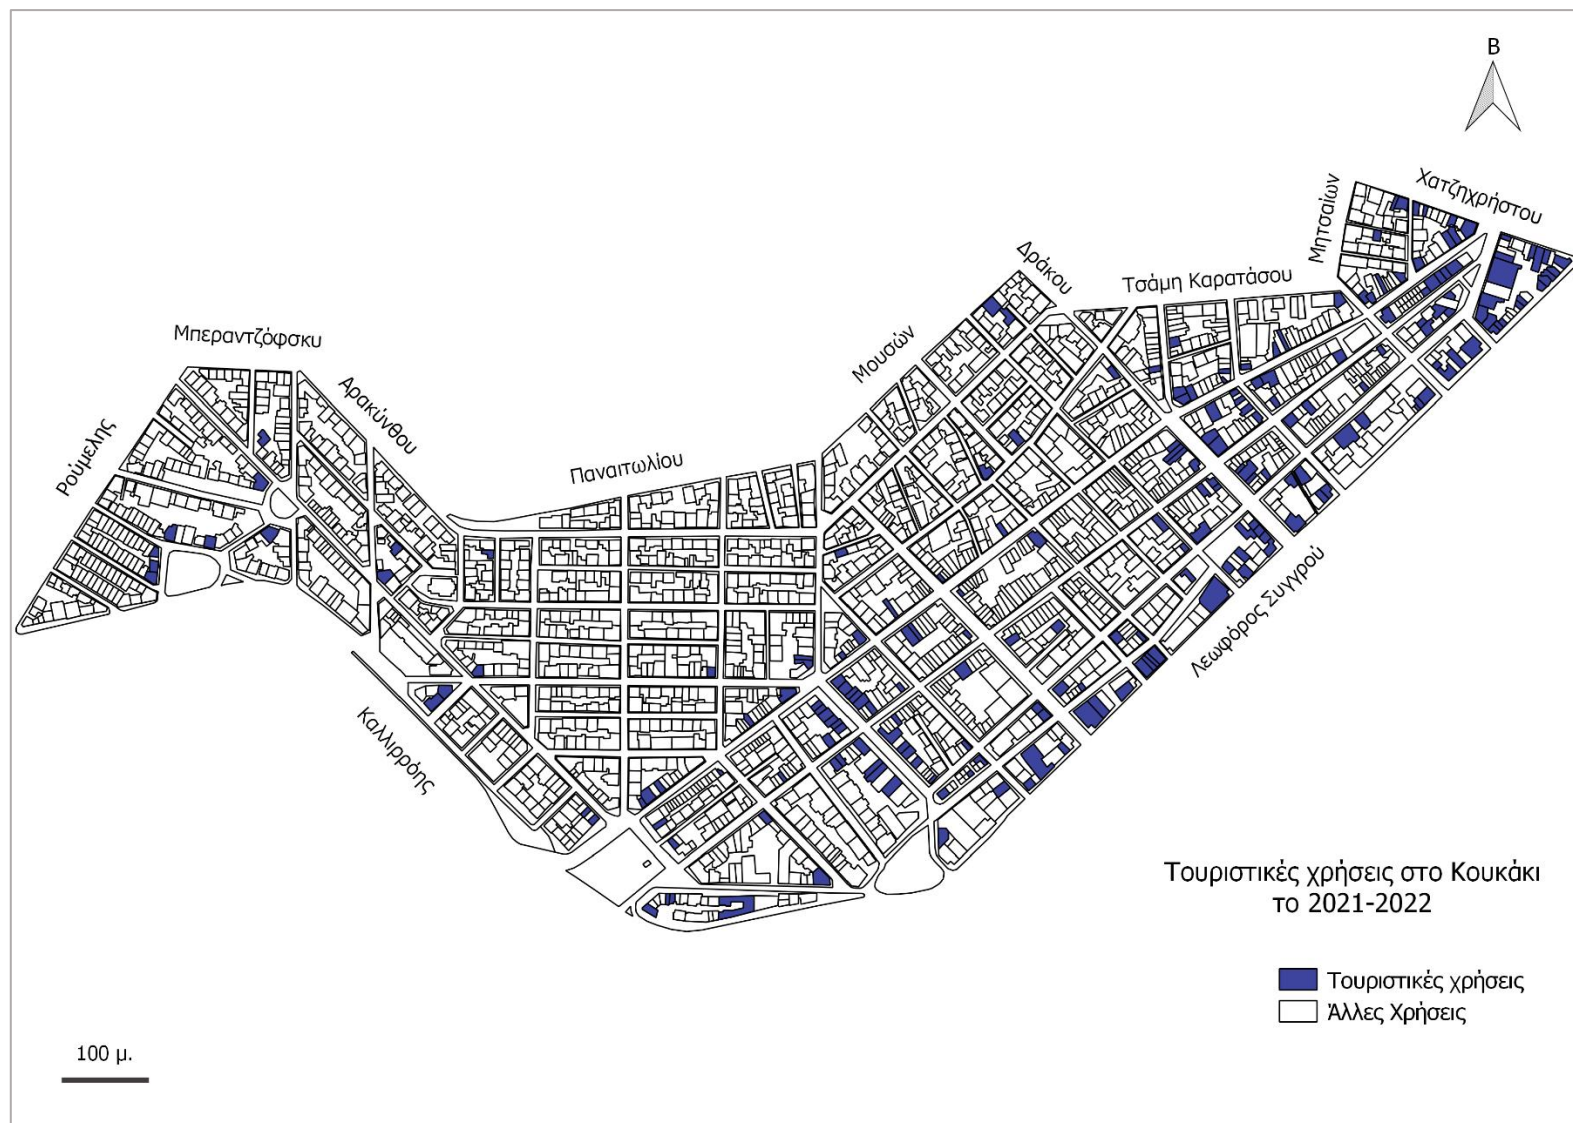 Β
Χατζηχρήστου
Μητσαίων
Δράκου
Τσάμη Καρατάσου
Μουσών
Μπεραντζόφσκυ
Αρακύνθου
Ρούμελης
Παναιτωλίου
Λεωφόρος Συγγρού
Καλλιρρόης
Τουριστικές χρήσεις στο Κουκάκι
το 2021-2022
Τουριστικές χρήσεις
Άλλες Χρήσεις
100 μ.